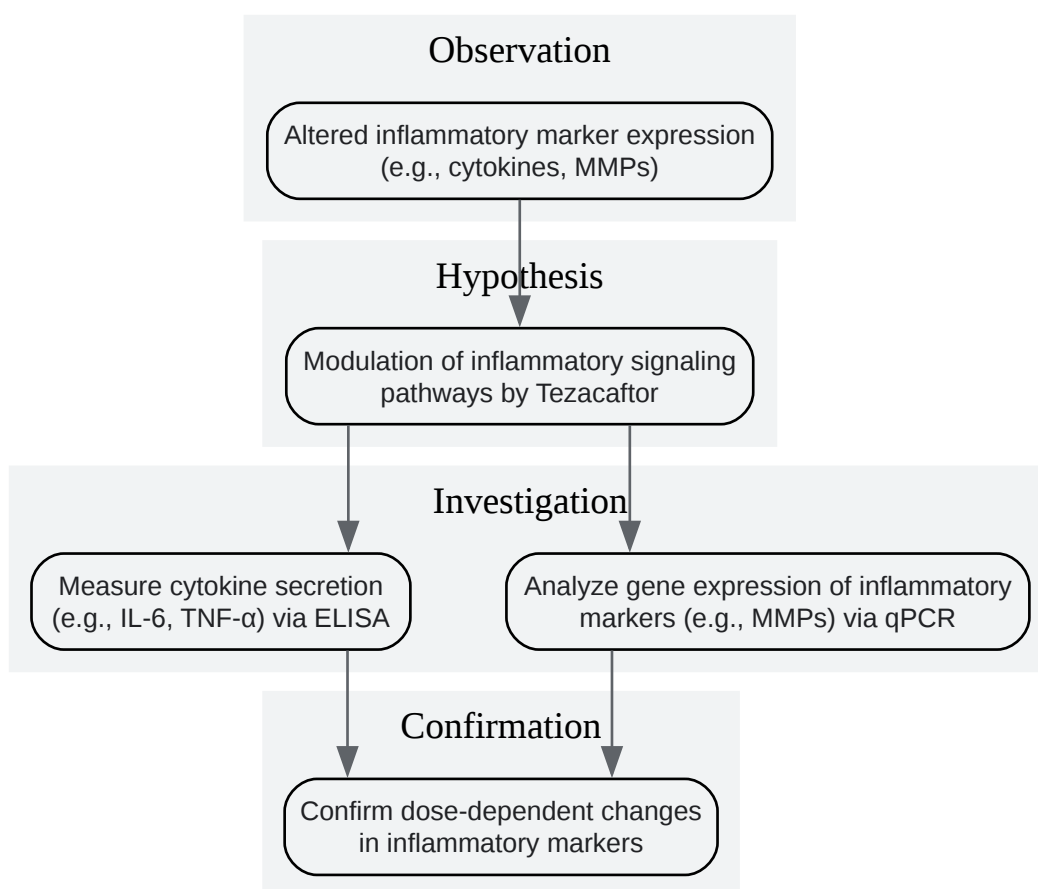 Observation
Altered inflammatory marker expression
(e.g., cytokines, MMPs)
Hypothesis
Modulation of inflammatory signaling
pathways by Tezacaftor
Investigation
Measure cytokine secretion
(e.g., IL-6, TNF-α) via ELISA
Analyze gene expression of inflammatory
markers (e.g., MMPs) via qPCR
Confirmation
Confirm dose-dependent changes
in inflammatory markers